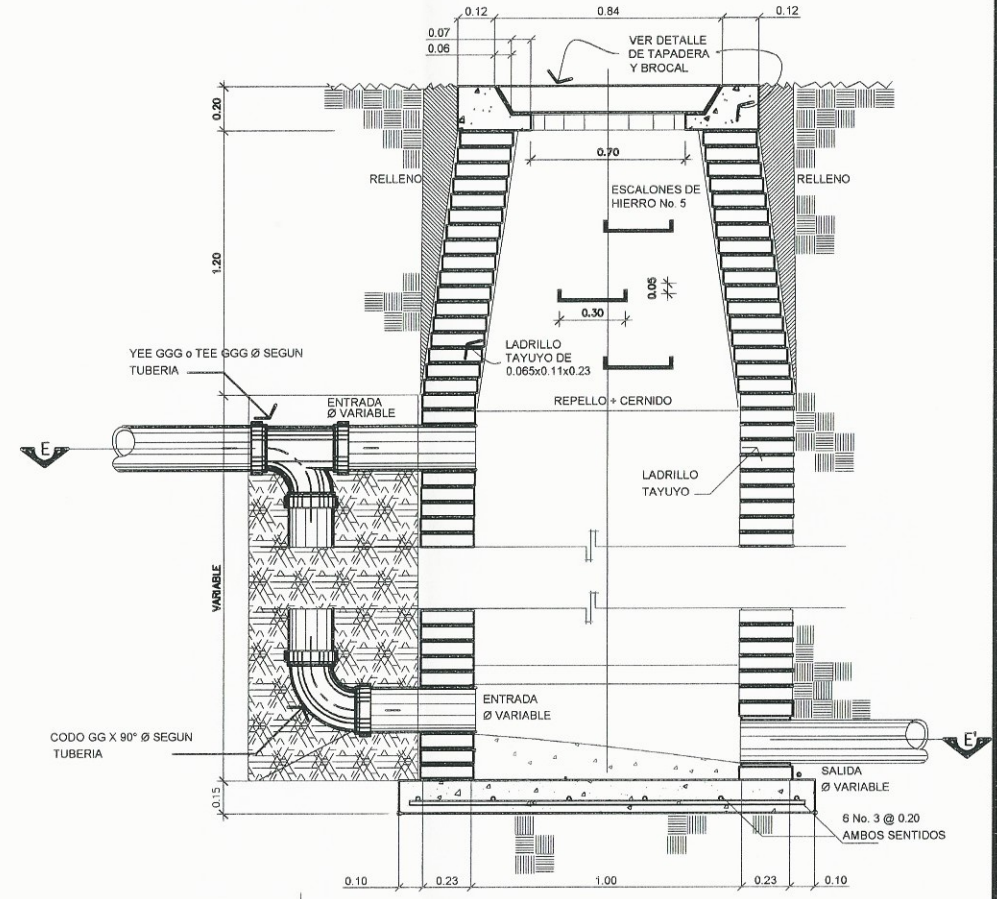 0.12
0.84
0.12
0.07
0.06
VER DETALLE
DE TAPADERA
Y BROCAL
0.20
0.70
RELLENO
RELLENO
ESCALONES DE
HIERRO No. 5
1.20
0.05
0.30
LADRILLO
TAYUYO DE
0.065x0.11x0.23
YEE GGG o TEE GGG Ø SEGUN
TUBERIA
ENTRADA
Ø VARIABLE
REPELLO + CERNIDO
E
LADRILLO
TAYUYO
VARIABLE
ENTRADA
Ø VARIABLE
CODO GG X 90° Ø SEGUN
TUBERIA
E'
SALIDA
Ø VARIABLE
0.15
6 No. 3 @ 0.20
AMBOS SENTIDOS
0.10
0.23
1.00
0.23
0.10